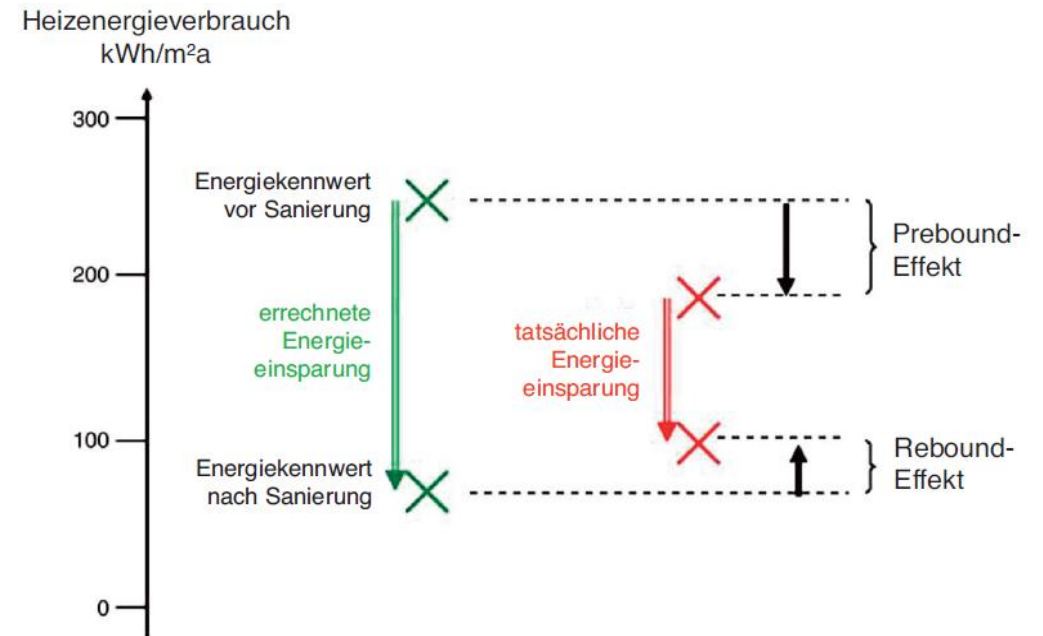 Heizenergieverbrauch
kWh/m²a
300
Energiekennwert
vor Sanierung
Prebound-
Effekt
200
errechnete
Energie-
einsparung
tatsächliche
Energie-
einsparung
100
Energiekennwert
nach Sanierung
Rebound-
Effekt
0